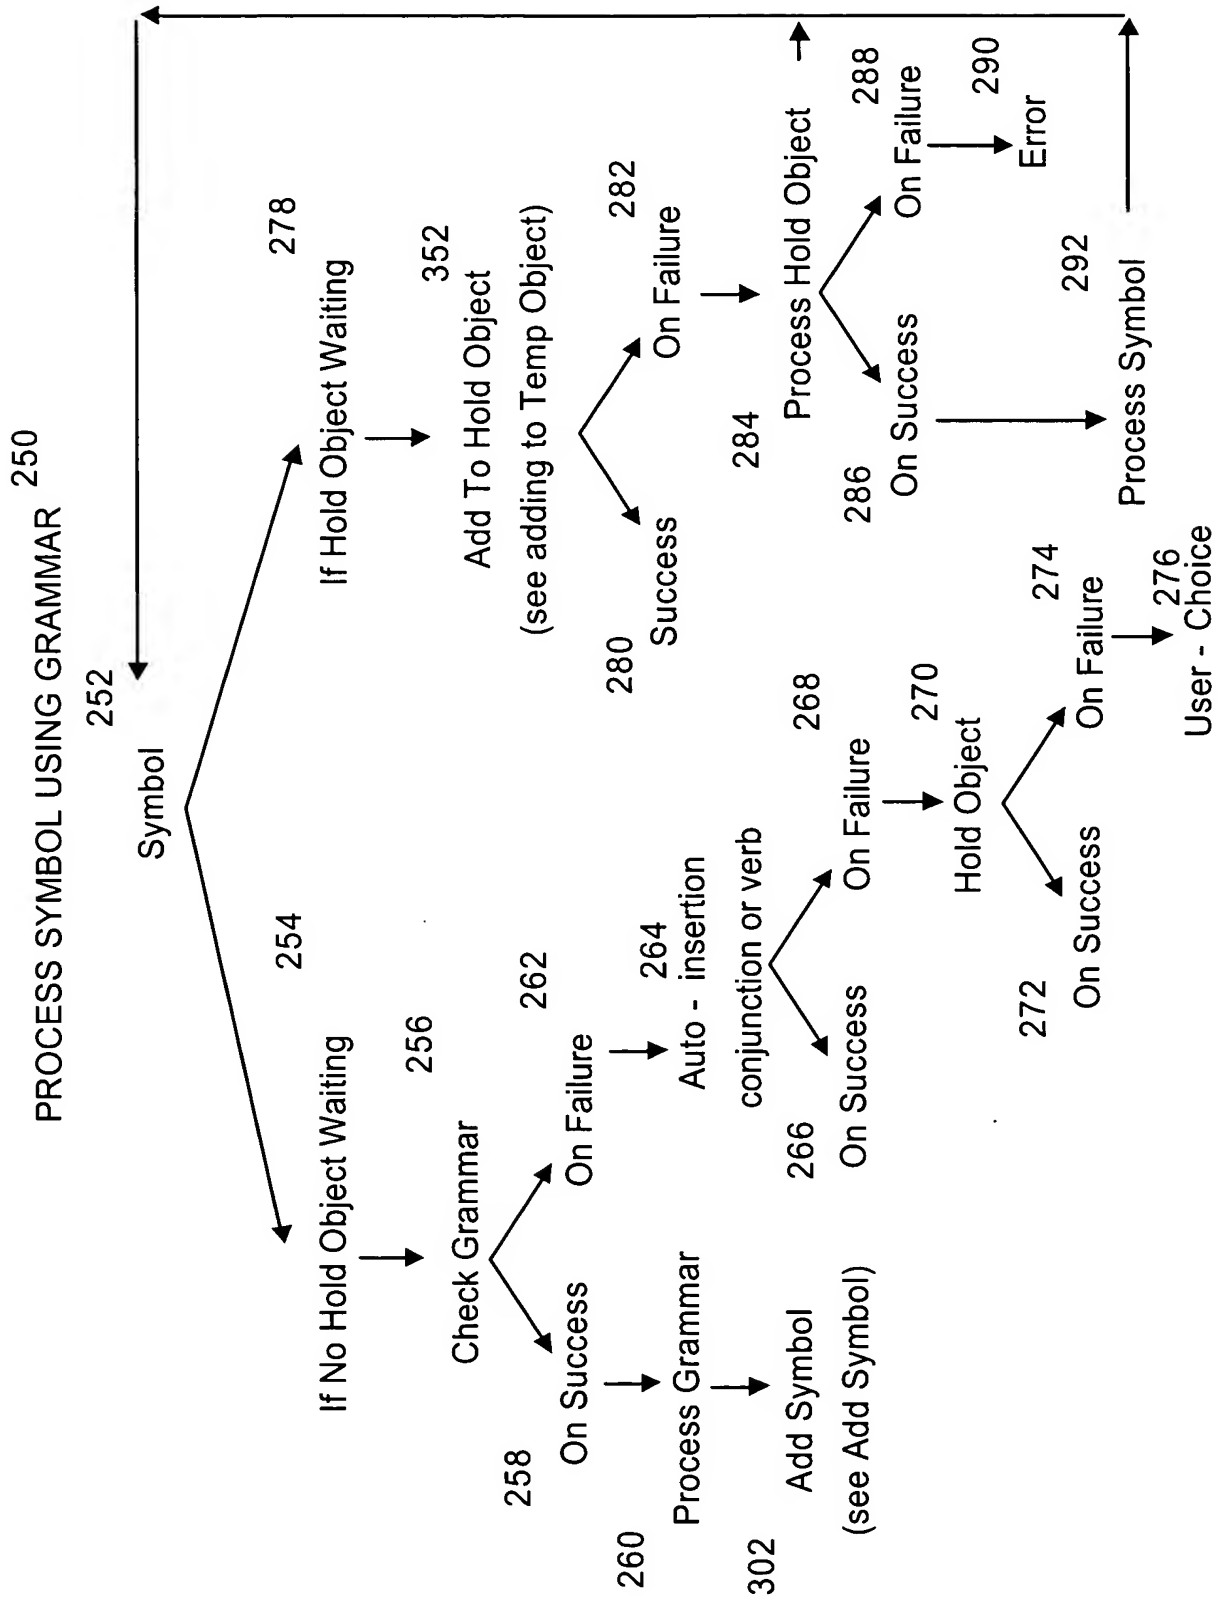 PROCESS SYMBOL USING GRAMMAR 250
252
Symbol
254
If No Hold Object Waiting
256
Check Grammar
258
On Success
260
Process Grammar
302
Add Symbol
(see Add Symbol)
262
On Failure
264
Auto - insertion
conjunction or verb
266
On Success
268
On Failure
270
Hold Object
272
On Success
274
On Failure
276
User - Choice
278
If Hold Object Waiting
352
Add To Hold Object
(see adding to Temp Object)
280
Success
282
On Failure
284
Process Hold Object
286
On Success
288
On Failure
290
Error
292
Process Symbol